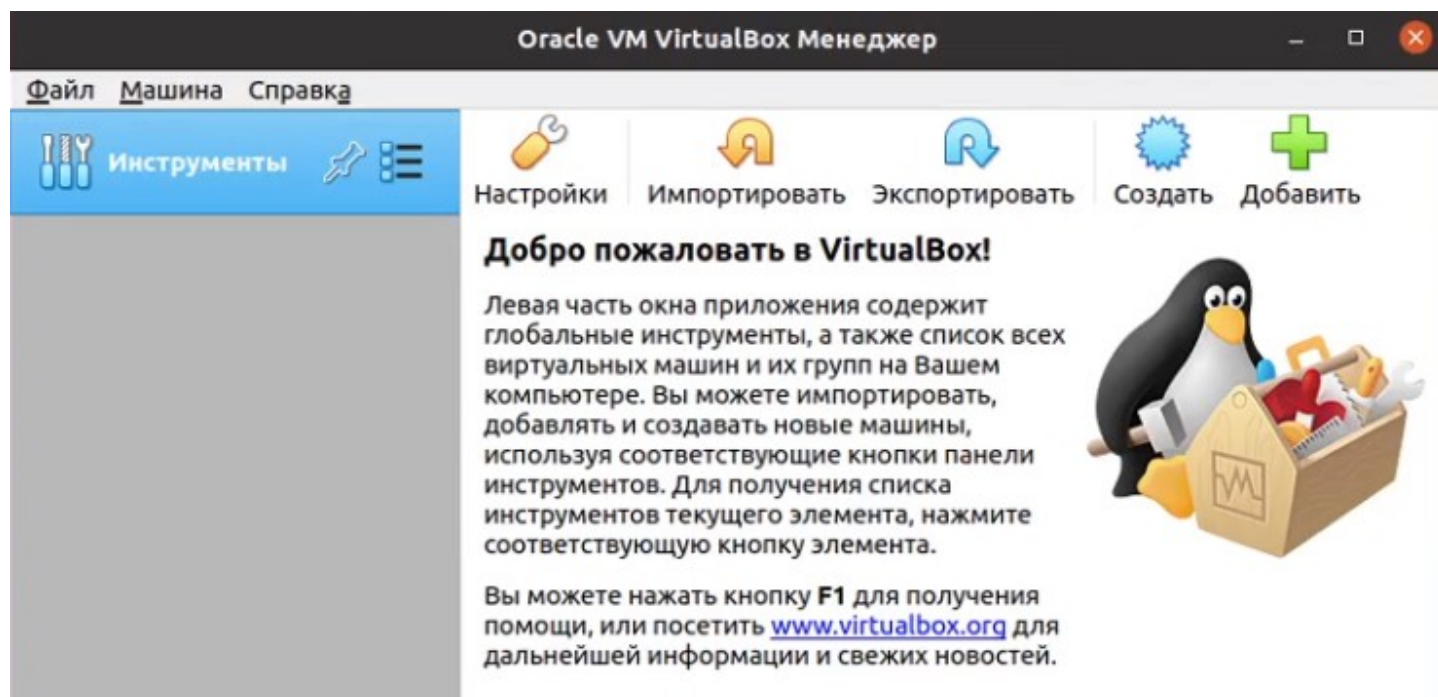 Oracle VM VirtualBox Менеджер
Файл Машина Справка
Инструменты
Настройки Импортировать Экспортировать Создать Добавить
Добро пожаловать в VirtualBox!
Левая часть окна приложения содержит
глобальные инструменты, а также список всех
виртуальных машин и их групп на Вашем
компьютере. Вы можете импортировать,
добавлять и создавать новые машины,
используя соответствующие кнопки панели
инструментов. Для получения списка
инструментов текущего элемента, нажмите
соответствующую кнопку элемента.
Вы можете нажать кнопку F1 для получения
помощи, или посетить www.virtualbox.org для
дальнейшей информации и свежих новостей.